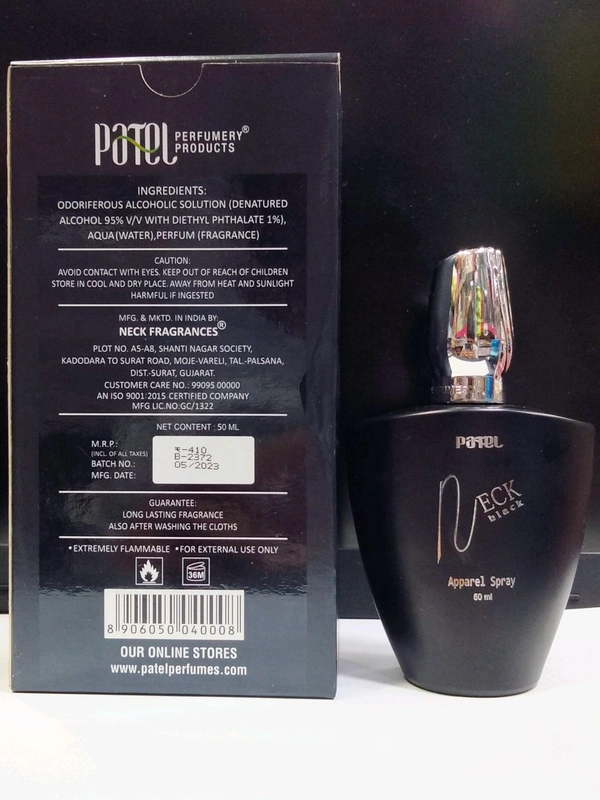 Patel PERFUMERY®
PRODUCTS
INGREDIENTS:
ODORIFEROUS ALCOHOLIC SOLUTION (DENATURED
ALCOHOL 95% V/V WITH DIETHYL PHTHALATE 1%),
AQUA(WATER),PERFUM (FRAGRANCE)
CAUTION:
AVOID CONTACT WITH EYES. KEEP OUT OF REACH OF CHILDREN
STORE IN COOL AND DRY PLACE. AWAY FROM HEAT AND SUNLIGHT
HARMFUL IF INGESTED
MFG. & MKTD. IN INDIA BY:
NECK FRAGRANCES®
PLOT NO. A5-A8, SHANTI NAGAR SOCIETY,
KADODARA TO SURAT ROAD, MOJE-VARELI, TAL.-PALSANA,
DIST.-SURAT, GUJARAT.
CUSTOMER CARE NO.: 99095 00000
AN ISO 9001:2015 CERTIFIED COMPANY
MFG LIC.NO:GC/1322
NET CONTENT : 50 ML
M.R.P.: ₹-410
(INCL. OF ALL TAXES)
BATCH NO.: B-2372
MFG. DATE: 05/2023
GUARANTEE:
LONG LASTING FRAGRANCE
ALSO AFTER WASHING THE CLOTHS
*EXTREMELY FLAMMABLE *FOR EXTERNAL USE ONLY
36M
8 906050 040008
OUR ONLINE STORES
www.patelperfumes.com
Patel
NECK
black
Apparel Spray
50 ml